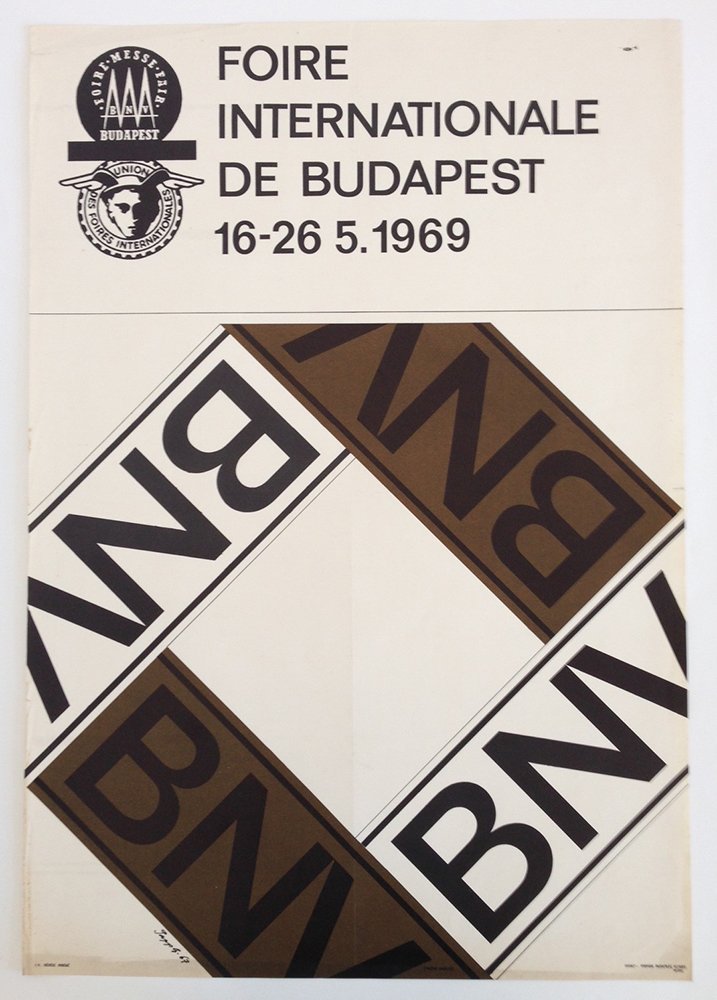 FOIRE · MESSE · FAIR ·
BNV
BUDAPEST
UNION
DES FOIRES INTERNATIONALES
FOIRE
INTERNATIONALE
DE BUDAPEST
16-26 5.1969
BNV
BNV
BNV
BNV